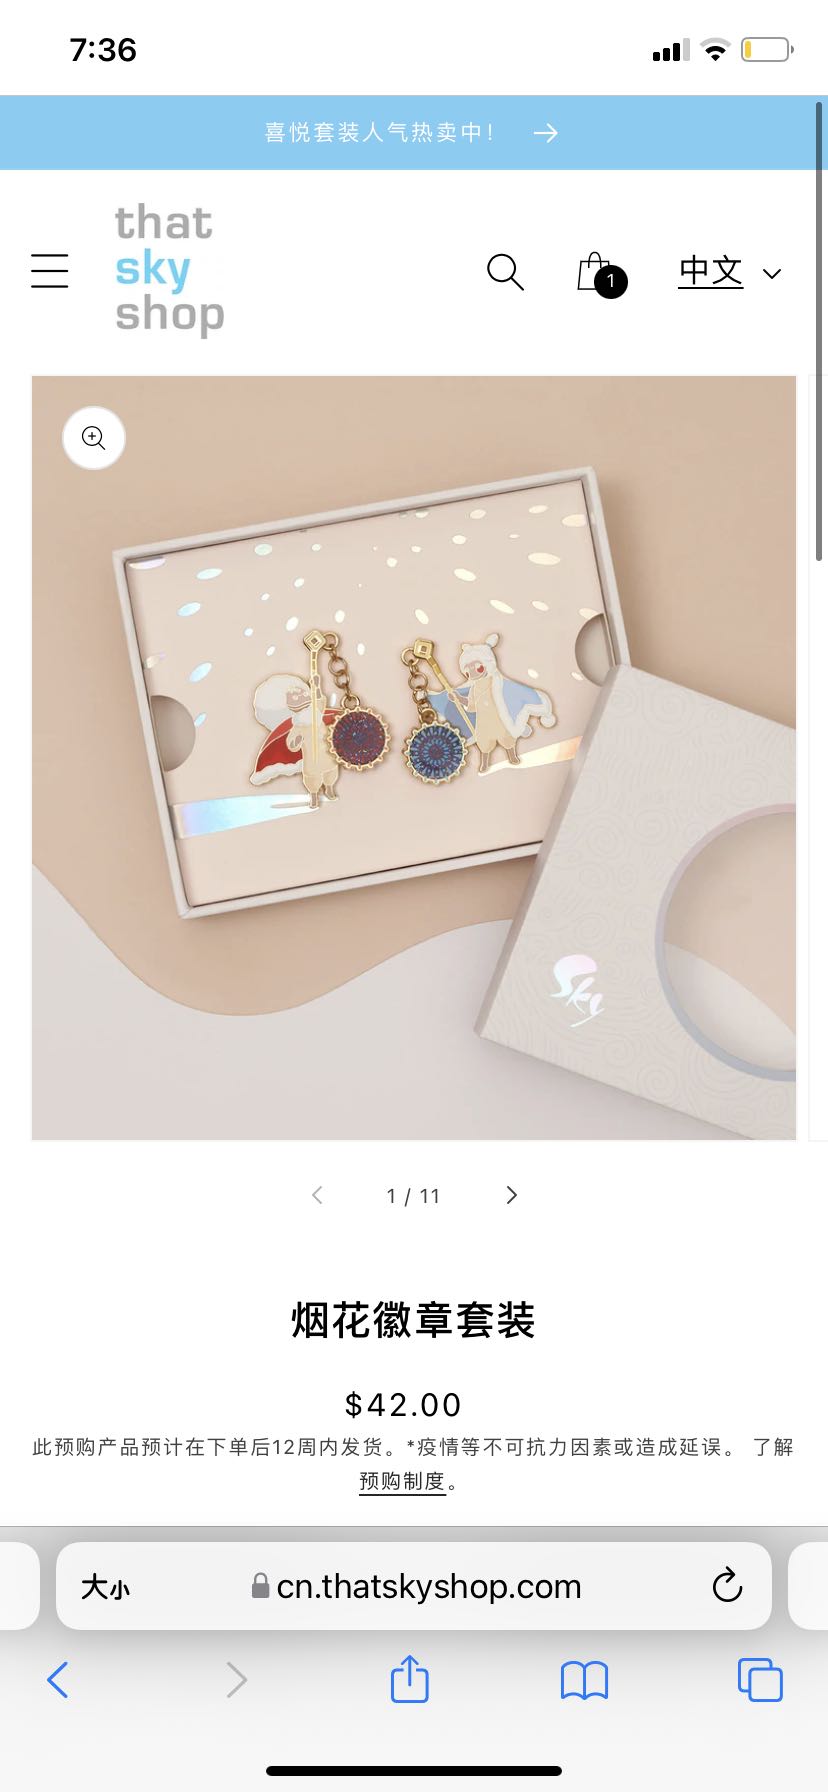 7:36
喜悦套装人气热卖中！
that
sky
shop
1
中文
Sky
1 / 11
烟花徽章套装
$42.00
此预购产品预计在下单后12周内发货。*疫情等不可抗力因素或造成延误。 了解
预购制度。
大小
cn.thatskyshop.com